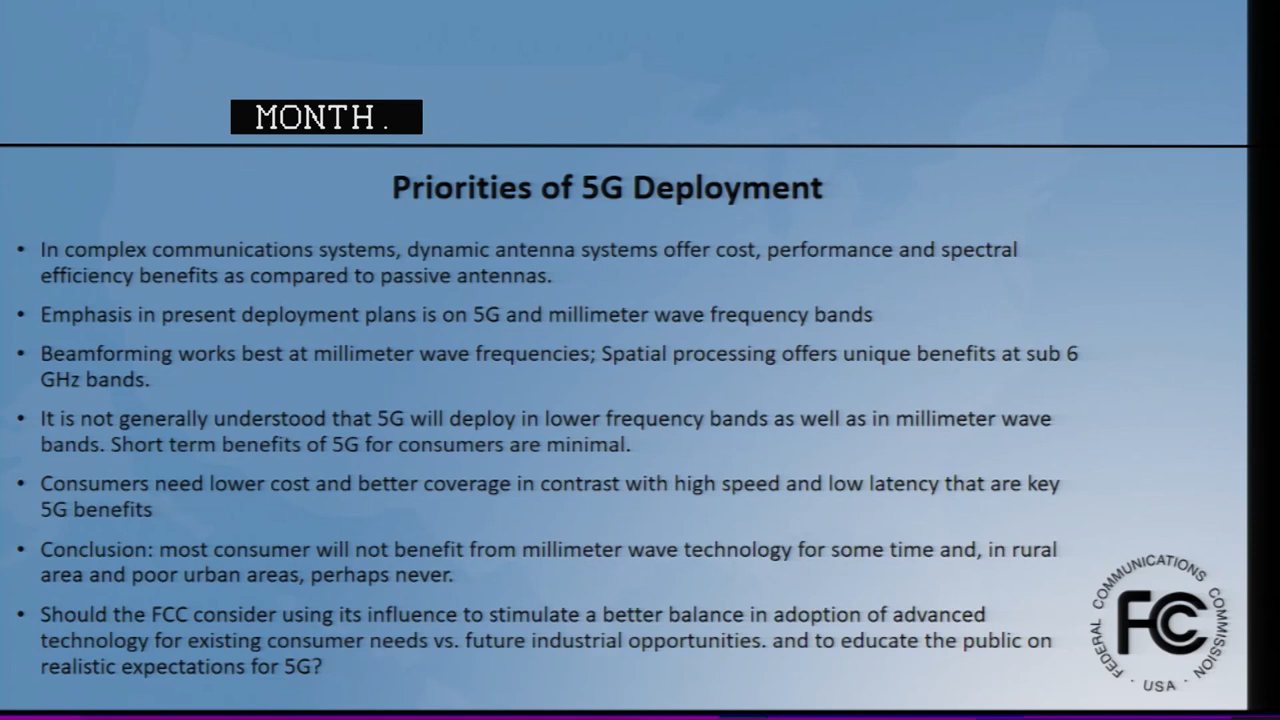 MONTH.
Priorities of 5G Deployment
• In complex communications systems, dynamic antenna systems offer cost, performance and spectral
efficiency benefits as compared to passive antennas.
• Emphasis in present deployment plans is on 5G and millimeter wave frequency bands
• Beamforming works best at millimeter wave frequencies; Spatial processing offers unique benefits at sub 6
GHz bands.
• It is not generally understood that 5G will deploy in lower frequency bands as well as in millimeter wave
bands. Short term benefits of 5G for consumers are minimal.
• Consumers need lower cost and better coverage in contrast with high speed and low latency that are key
5G benefits
• Conclusion: most consumer will not benefit from millimeter wave technology for some time and, in rural
area and poor urban areas, perhaps never.
• Should the FCC consider using its influence to stimulate a better balance in adoption of advanced
technology for existing consumer needs vs. future industrial opportunities. and to educate the public on
realistic expectations for 5G?
FEDERAL COMMUNICATIONS COMMISSION · USA ·
FCC